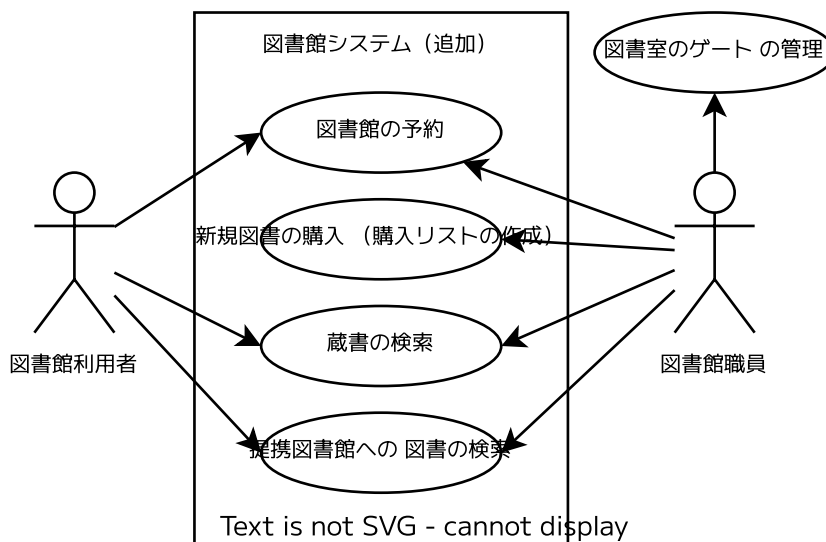 図書館システム（追加）
図書室のゲート の管理
図書館の予約
新規図書の購入 （購入リストの作成）
蔵書の検索
図書館利用者
図書館職員
提携図書館への 図書の検索
Text is not SVG - cannot display